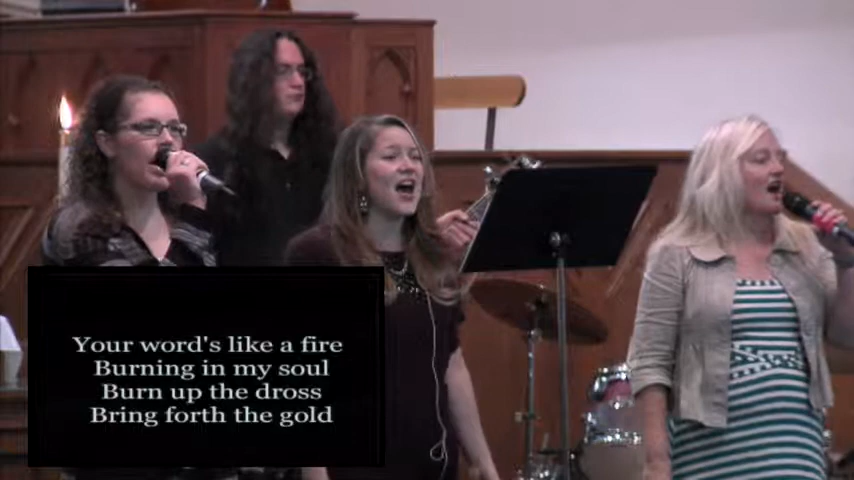 Your word's like a fire
Burning in my soul
Burn up the dross
Bring forth the gold